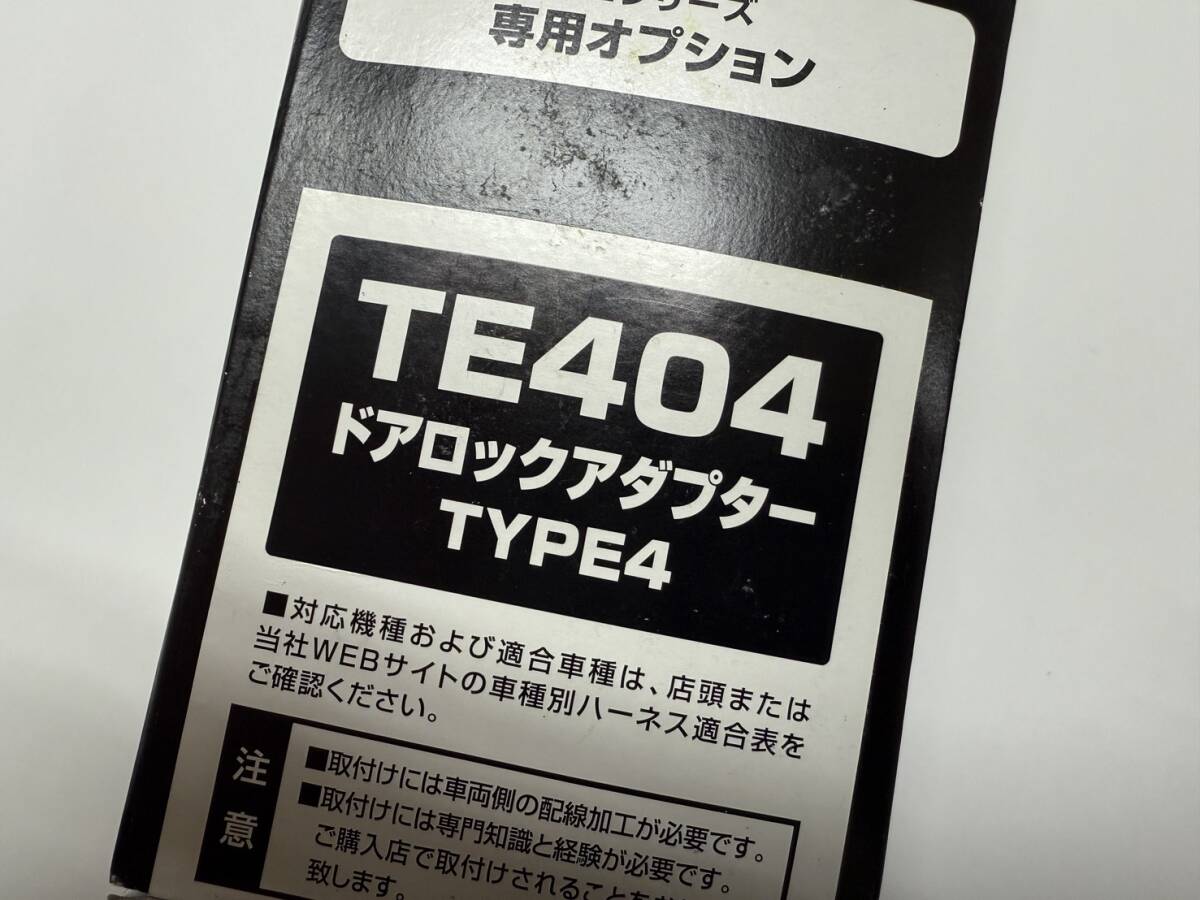 シリーズ
専用オプション
TE404
ドアロックアダプター
TYPE4
■対応機種および適合車種は、店頭または
当社WEBサイトの車種別ハーネス適合表を
ご確認ください。
注意
■取付けには車両側の配線加工が必要です。
■取付けには専門知識と経験が必要です。
ご購入店で取付けされることを
致します。